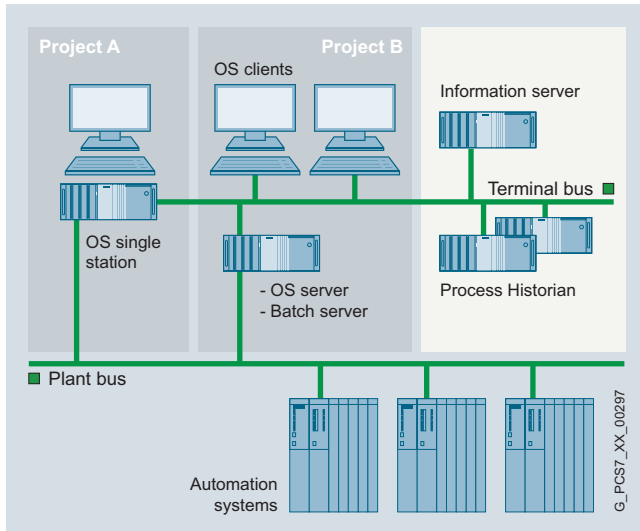 Project A
Project B
OS clients
Information server
Terminal bus
OS single
station
- OS server
- Batch server
Process Historian
Plant bus
Automation
systems
G_PCS7_XX_00297